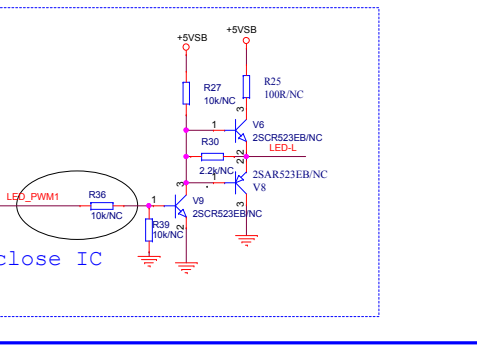 +5VSB
+5VSB
R27
10k/NC
R25
100R/NC
3
1
V6
2SCR523EB/NC
R30
2
LED-L
2.2k/NC
2
1
2SAR523EB/NC
V8
3
3
LED_PWM1
R36
10k/NC
1
V9
2SCR523EB/NC
R39
10k/NC
2
close IC